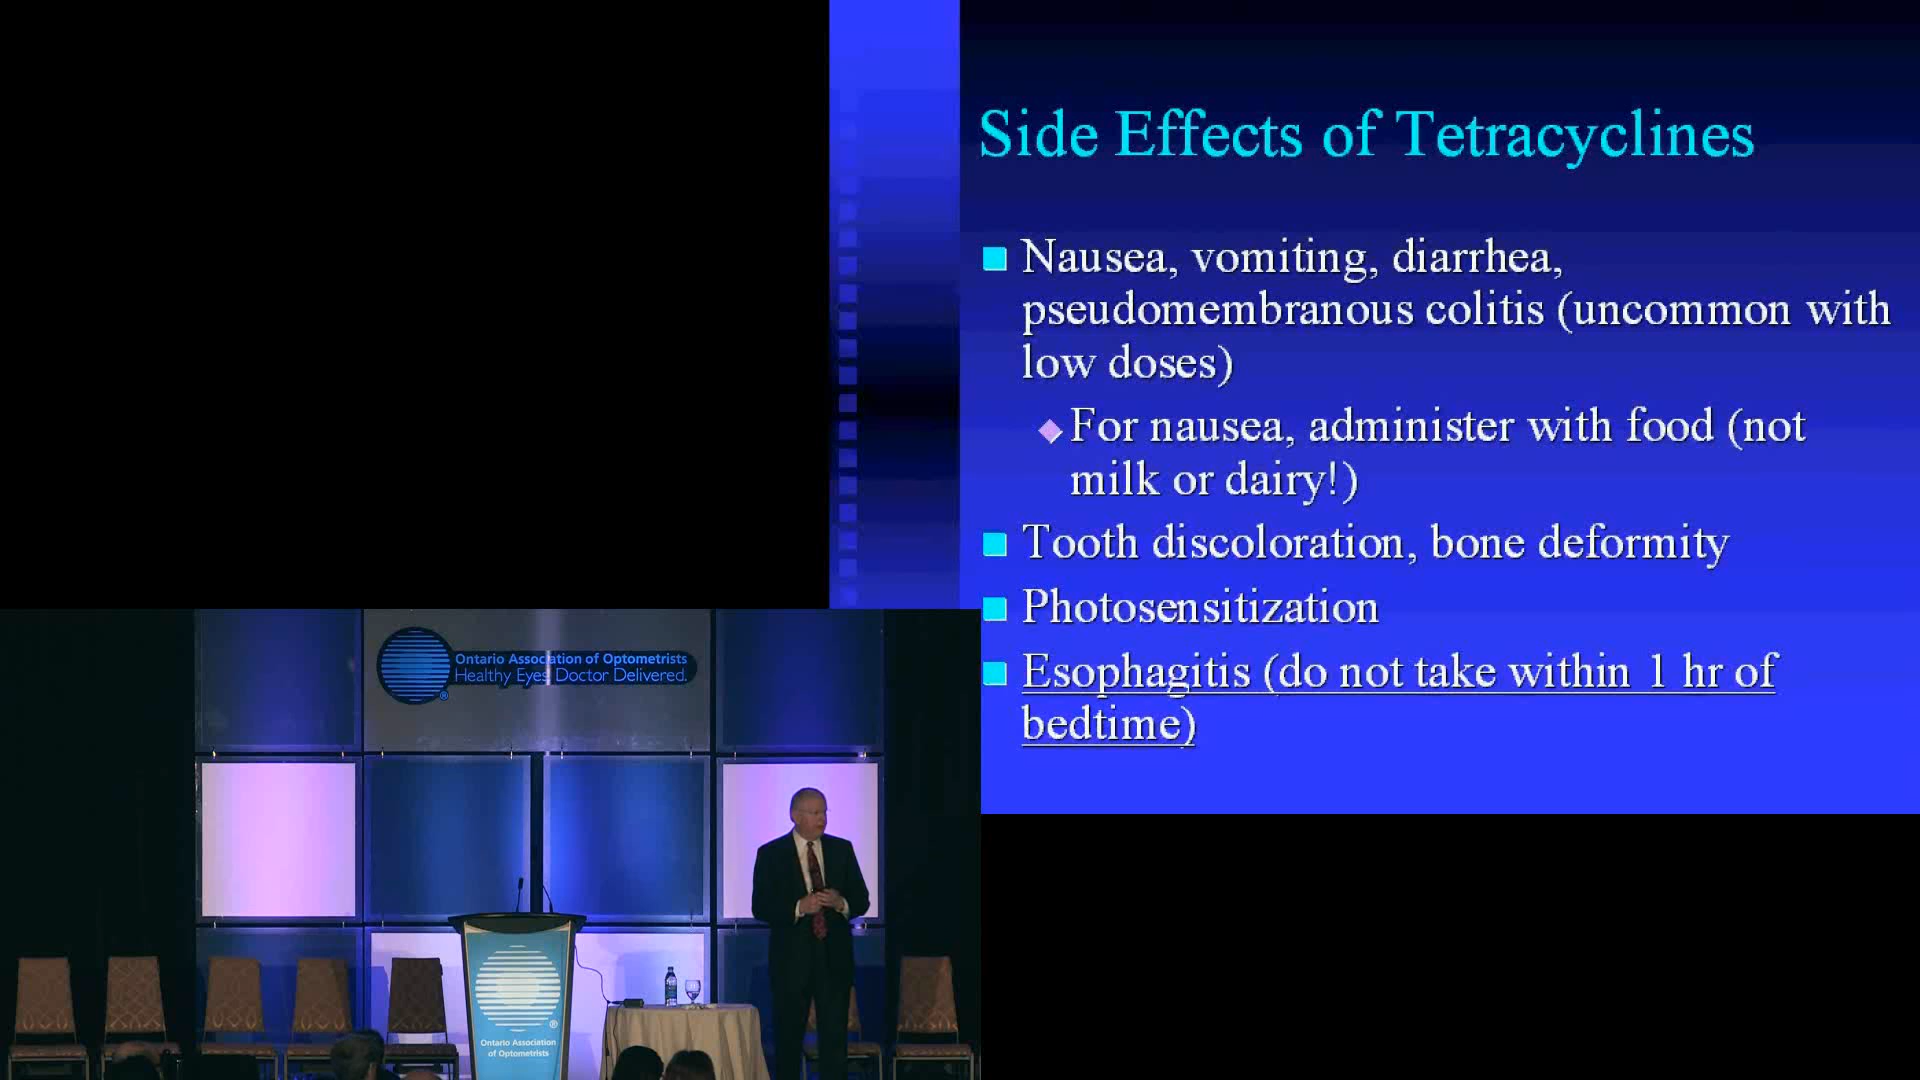 Side Effects of Tetracyclines
Nausea, vomiting, diarrhea,
pseudomembranous colitis (uncommon with
low doses)
For nausea, administer with food (not
milk or dairy!)
Tooth discoloration, bone deformity
Photosensitization
Esophagitis (do not take within 1 hr of
bedtime)
Ontario Association of Optometrists
Healthy Eyes. Doctor Delivered.
®
®
Ontario Association
of Optometrists